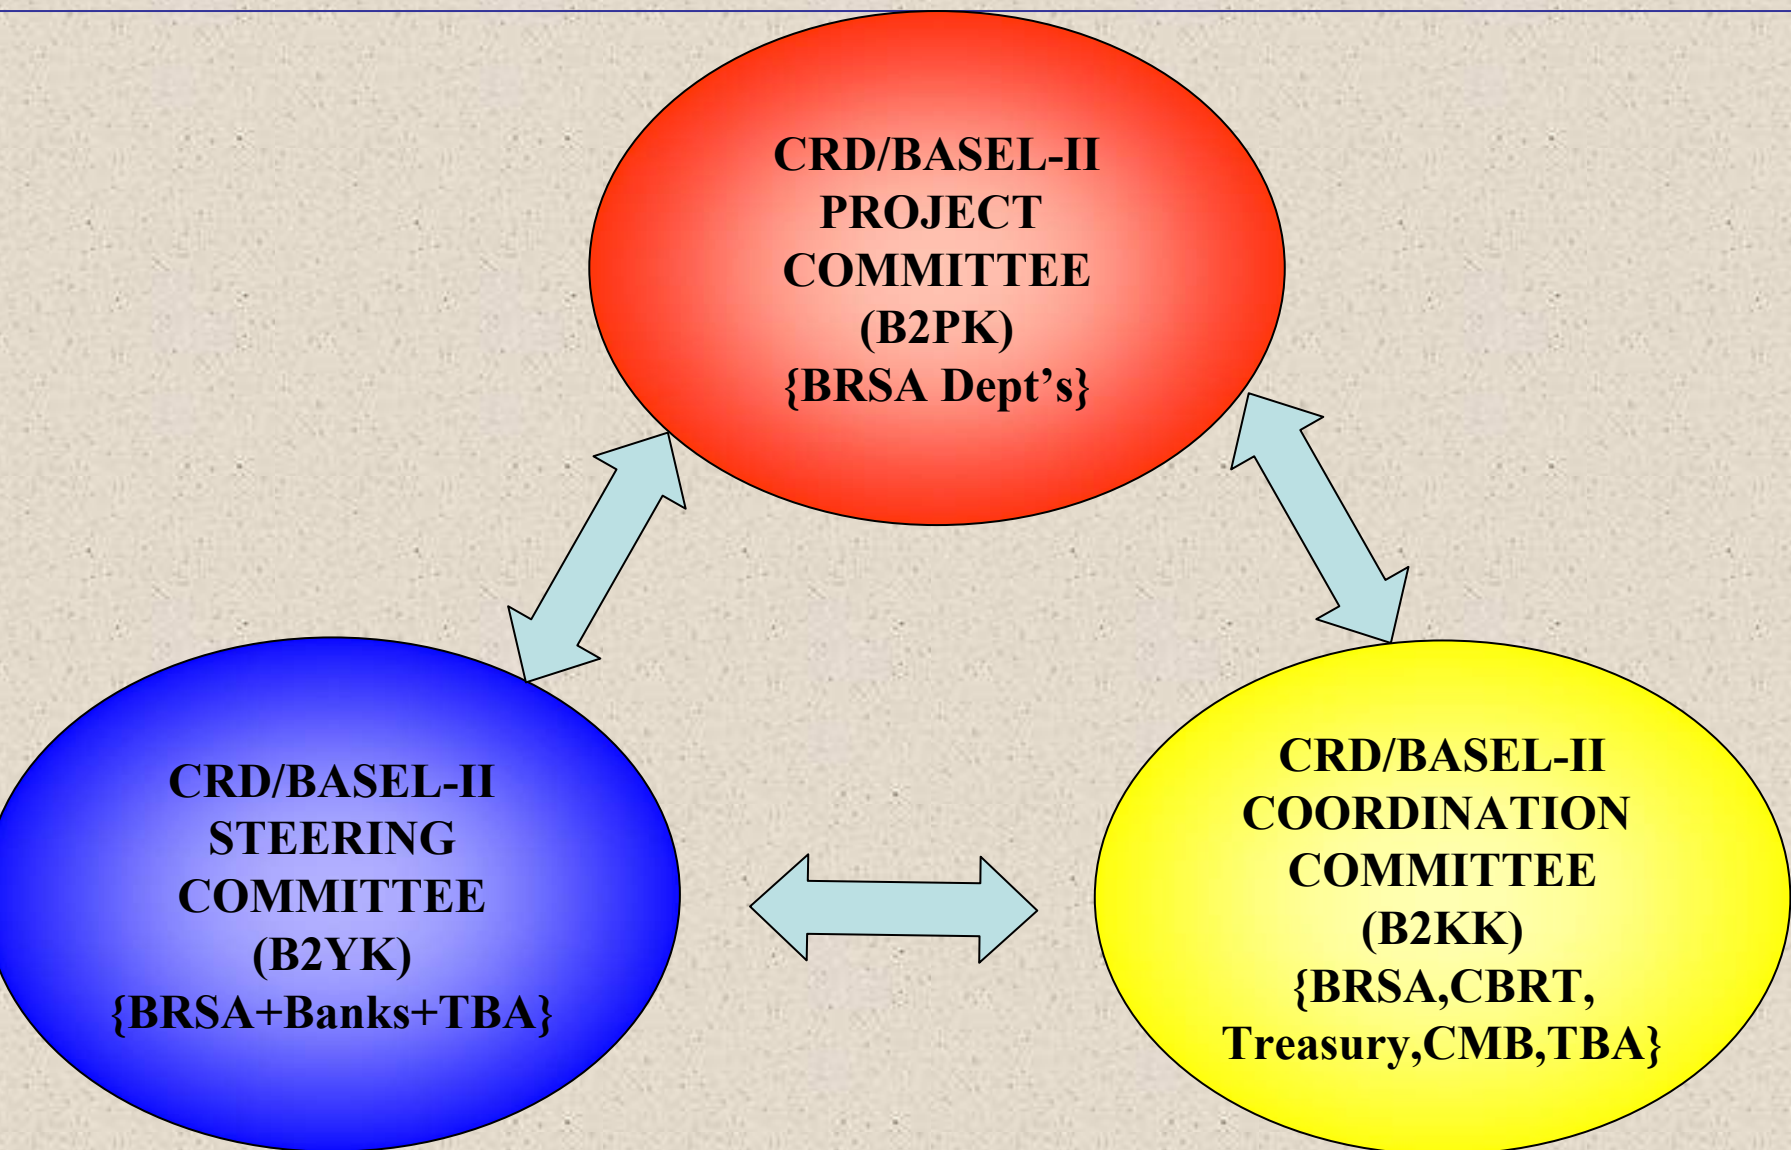 CRD/BASEL-II
PROJECT
COMMITTEE
(B2PK)
{BRSA Dept’s}
CRD/BASEL-II
STEERING
COMMITTEE
(B2YK)
{BRSA+Banks+TBA}
CRD/BASEL-II
COORDINATION
COMMITTEE
(B2KK)
{BRSA,CBRT,
Treasury,CMB,TBA}